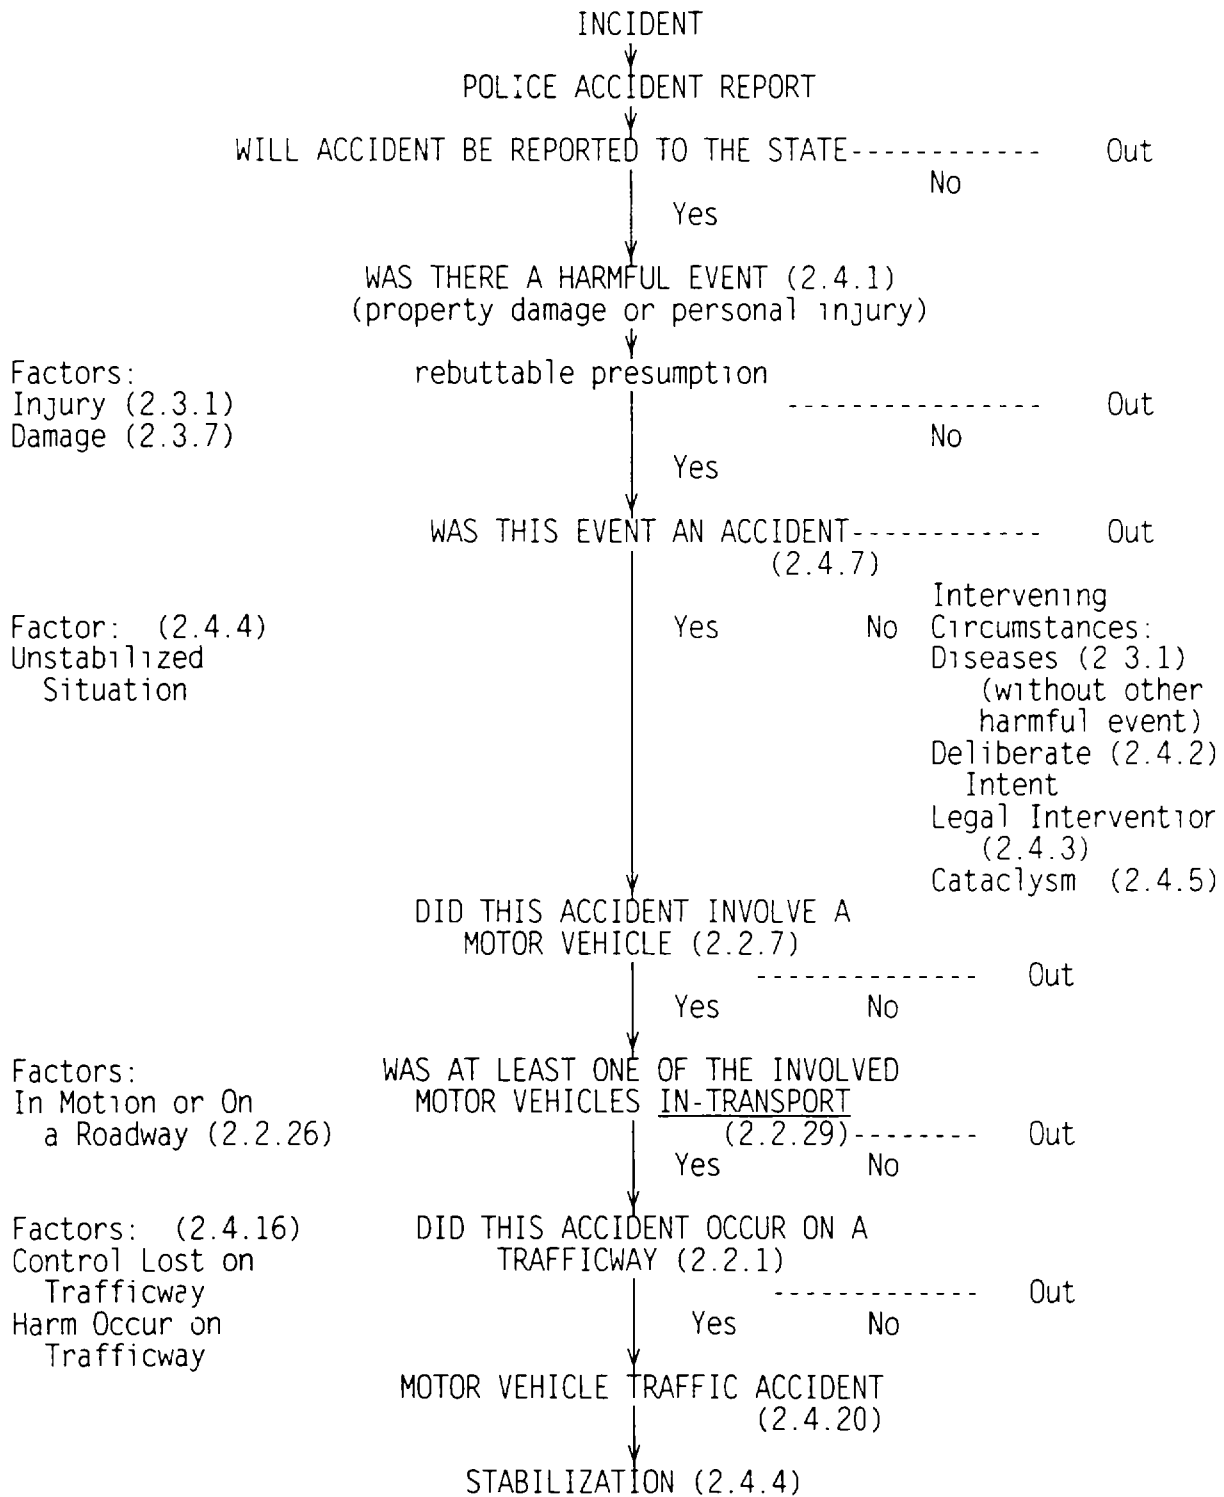 INCIDENT
POLICE ACCIDENT REPORT
WILL ACCIDENT BE REPORTED TO THE STATE------------ Out
No
Yes
WAS THERE A HARMFUL EVENT (2.4.1)
(property damage or personal injury)
Factors: rebuttable presumption
Injury (2.3.1) ---------------- Out
Damage (2.3.7) No
Yes
WAS THIS EVENT AN ACCIDENT------------ Out
(2.4.7)
Intervening
Factor: (2.4.4) Yes No Circumstances:
Unstabilized Diseases (2 3.1)
Situation (without other
harmful event)
Deliberate (2.4.2)
Intent
Legal Intervention
(2.4.3)
Cataclysm (2.4.5)
DID THIS ACCIDENT INVOLVE A
MOTOR VEHICLE (2.2.7)
-------------- Out
Yes No
Factors: WAS AT LEAST ONE OF THE INVOLVED
In Motion or On MOTOR VEHICLES IN-TRANSPORT
a Roadway (2.2.26) (2.2.29)-------- Out
Yes No
Factors: (2.4.16) DID THIS ACCIDENT OCCUR ON A
Control Lost on TRAFFICWAY (2.2.1)
Trafficway ------------- Out
Harm Occur on Yes No
Trafficway
MOTOR VEHICLE TRAFFIC ACCIDENT
(2.4.20)
STABILIZATION (2.4.4)